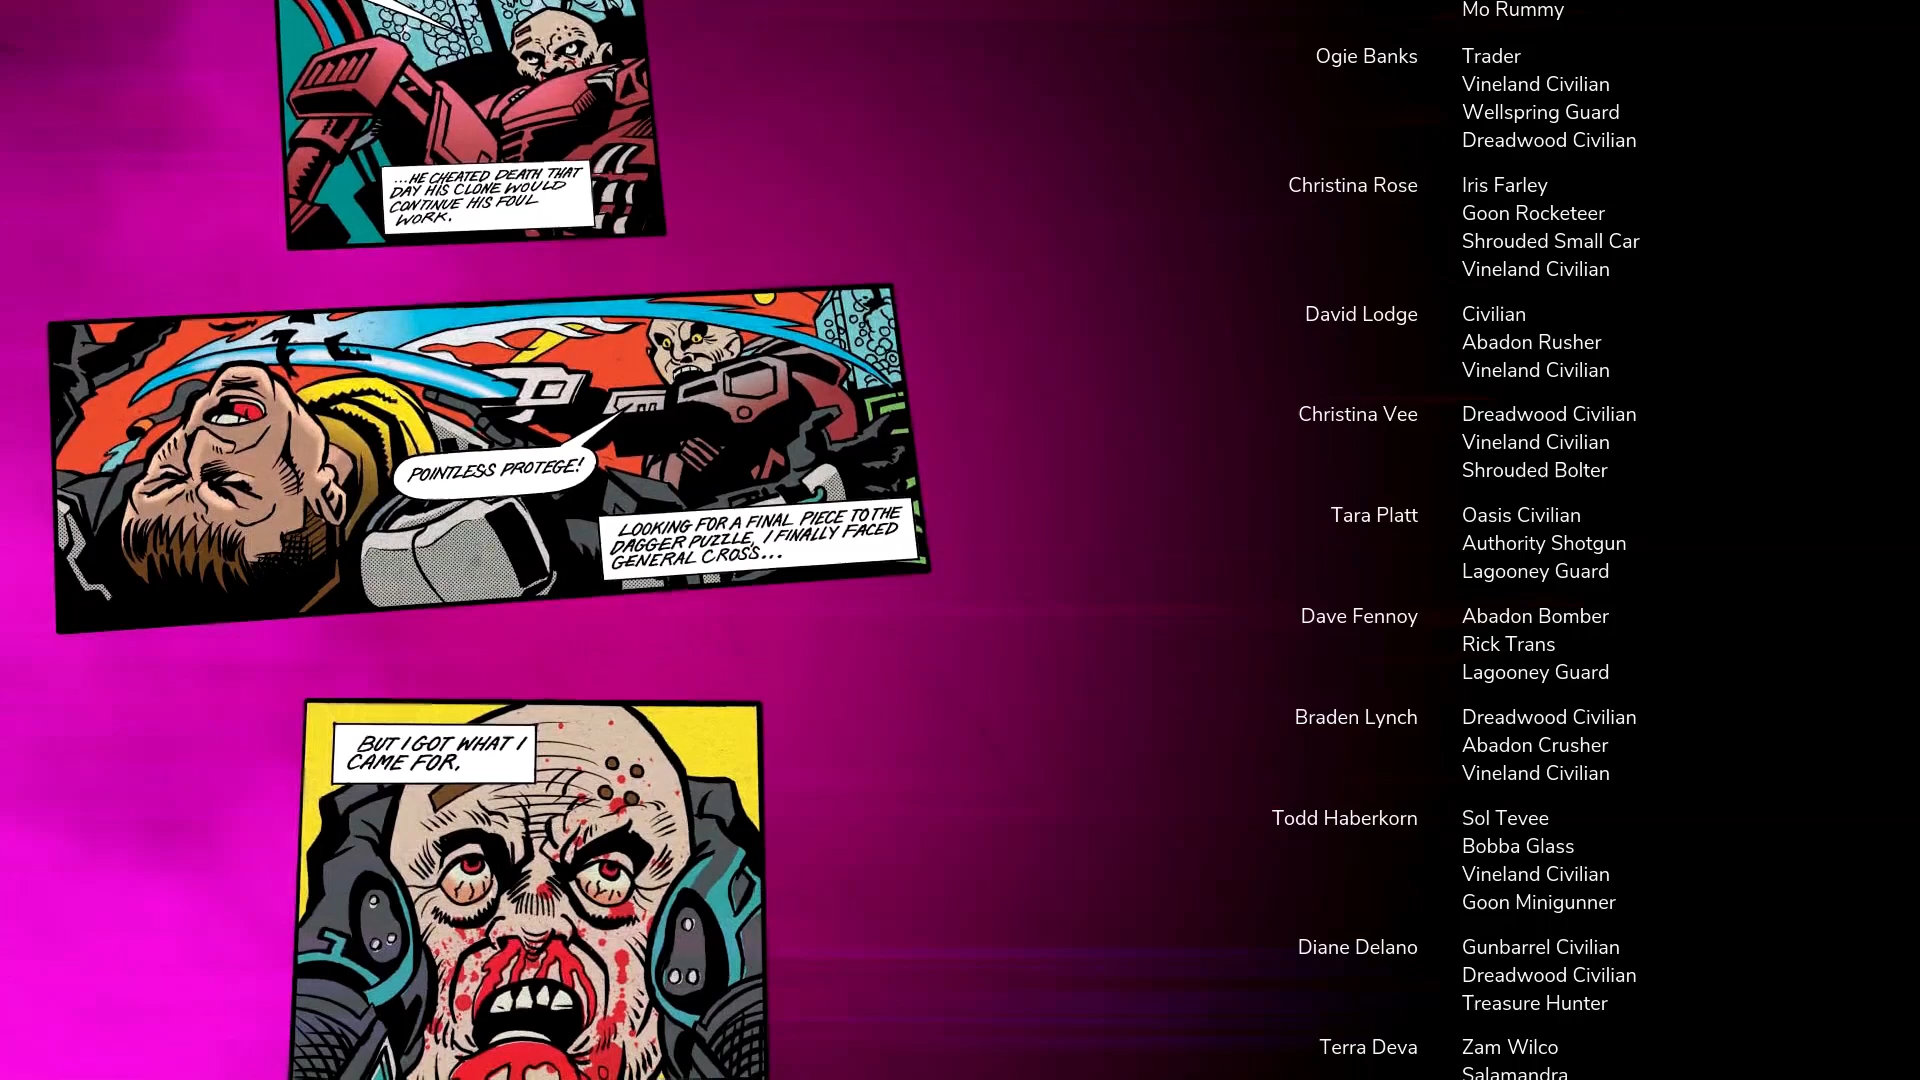 ...HE CHEATED DEATH THAT
DAY HIS CLONE WOULD
CONTINUE HIS FOUL
WORK.
POINTLESS PROTEGE!
LOOKING FOR A FINAL PIECE TO THE
DAGGER PUZZLE, I FINALLY FACED
GENERAL CROSS...
BUT I GOT WHAT I
CAME FOR.
Mo Rummy
Ogie Banks Trader
Vineland Civilian
Wellspring Guard
Dreadwood Civilian
Christina Rose Iris Farley
Goon Rocketeer
Shrouded Small Car
Vineland Civilian
David Lodge Civilian
Abadon Rusher
Vineland Civilian
Christina Vee Dreadwood Civilian
Vineland Civilian
Shrouded Bolter
Tara Platt Oasis Civilian
Authority Shotgun
Lagooney Guard
Dave Fennoy Abadon Bomber
Rick Trans
Lagooney Guard
Braden Lynch Dreadwood Civilian
Abadon Crusher
Vineland Civilian
Todd Haberkorn Sol Tevee
Bobba Glass
Vineland Civilian
Goon Minigunner
Diane Delano Gunbarrel Civilian
Dreadwood Civilian
Treasure Hunter
Terra Deva Zam Wilco
Salamandra